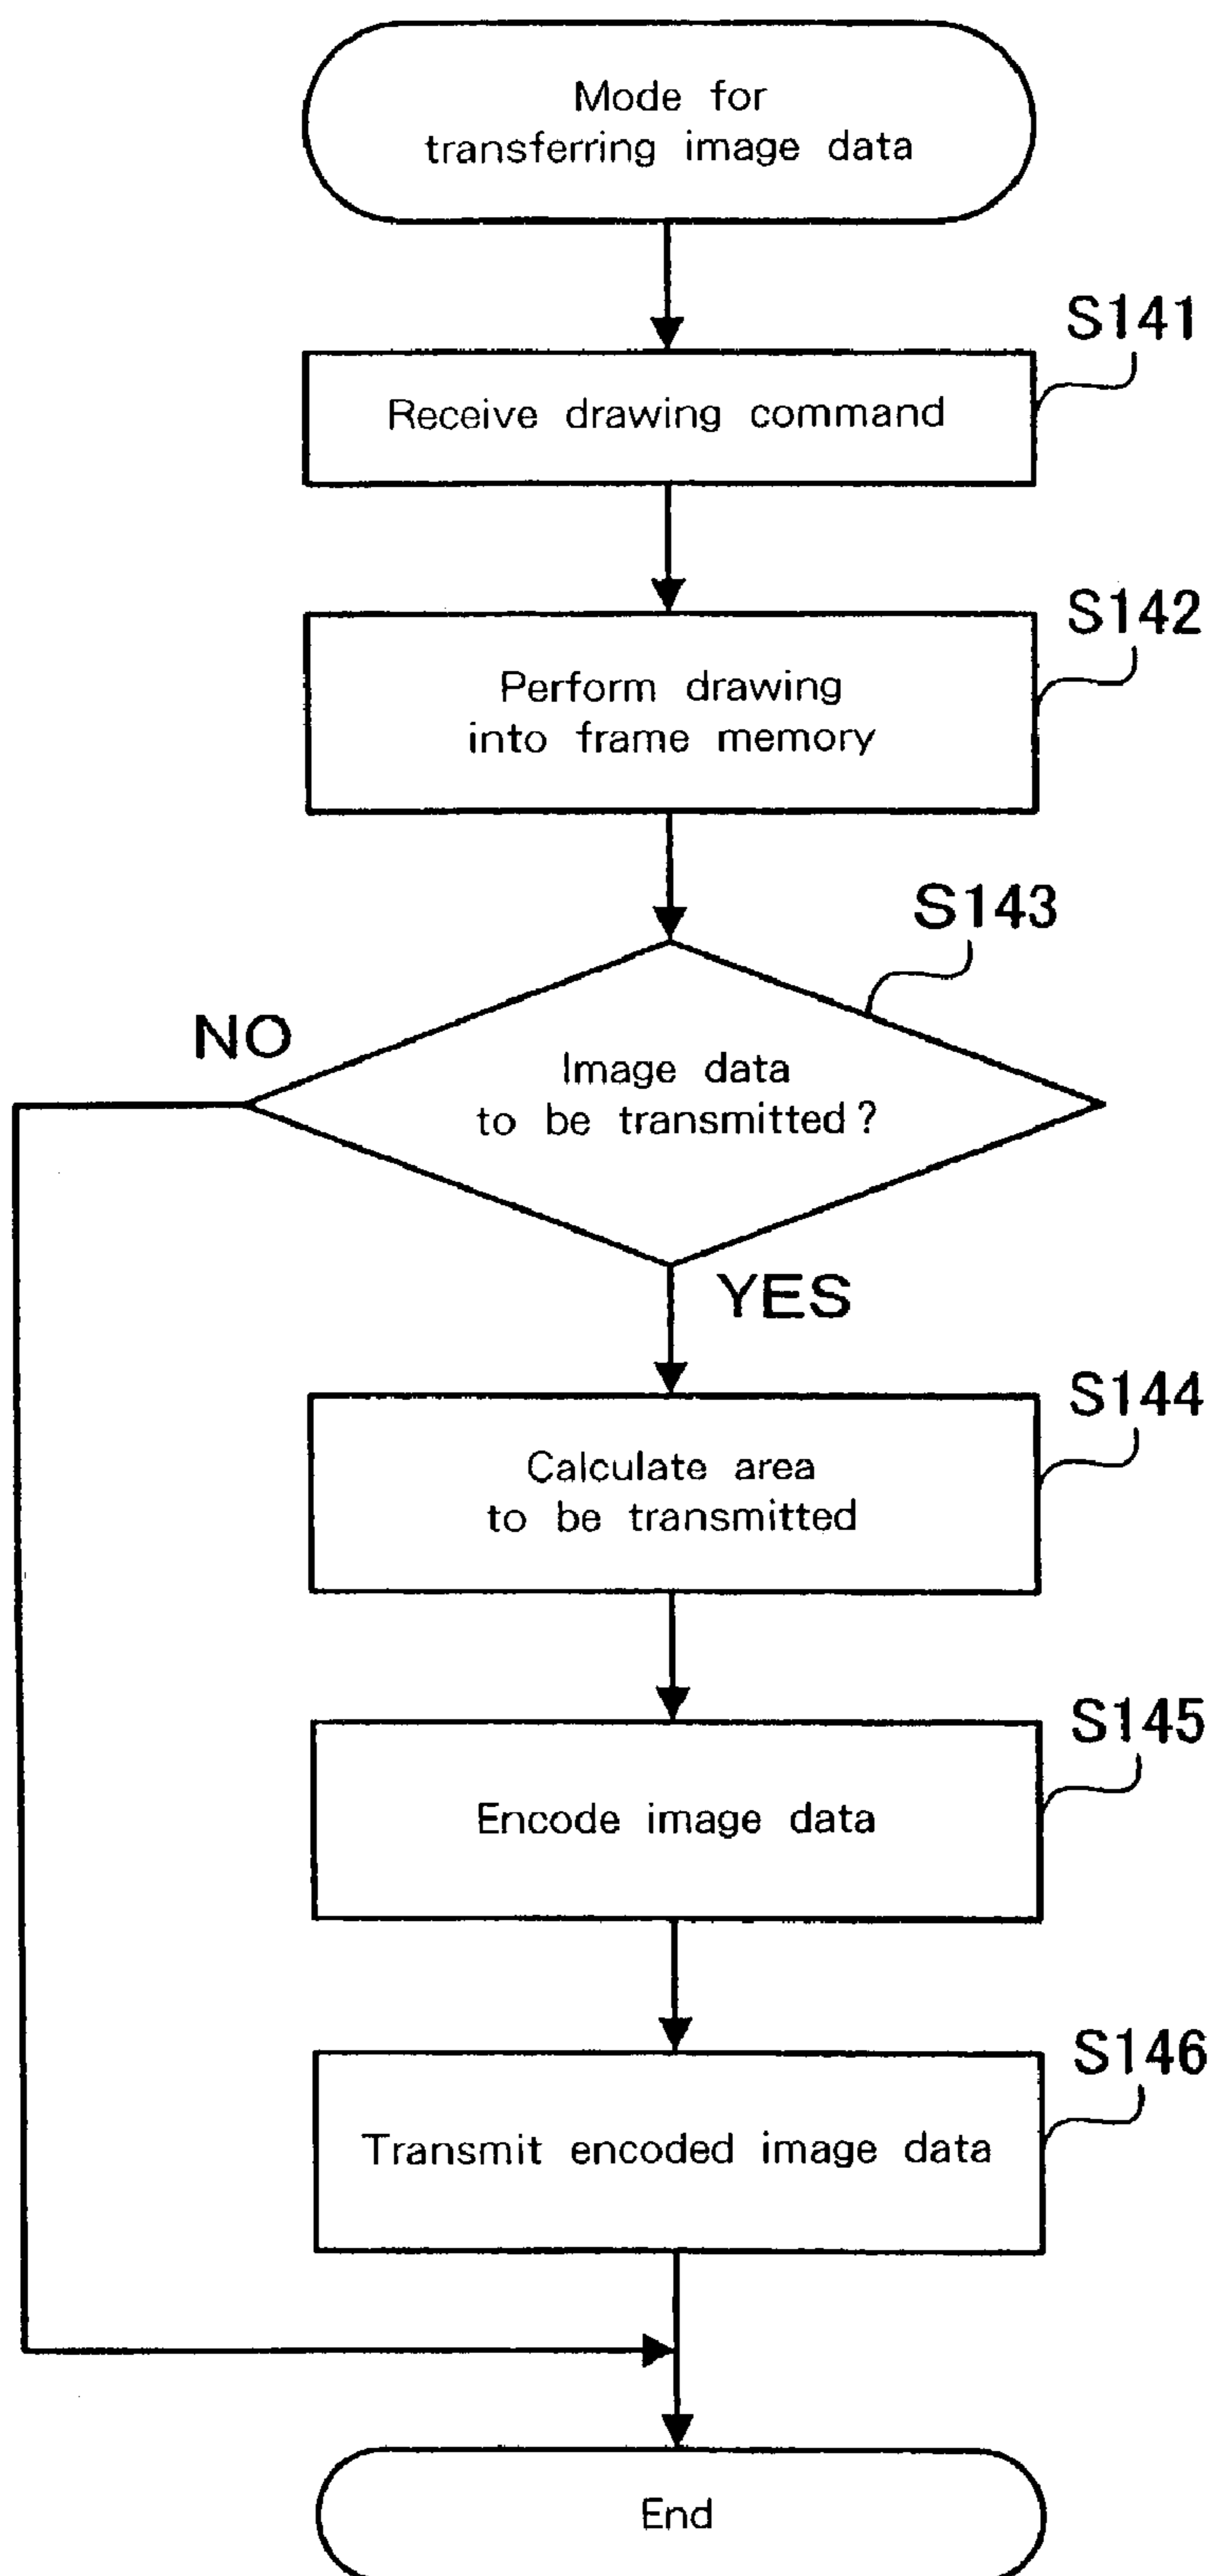 Mode for
transferring image data
S141
Receive drawing command
S142
Perform drawing
into frame memory
S143
NO
Image data
to be transmitted?
YES
S144
Calculate area
to be transmitted
S145
Encode image data
S146
Transmit encoded image data
End